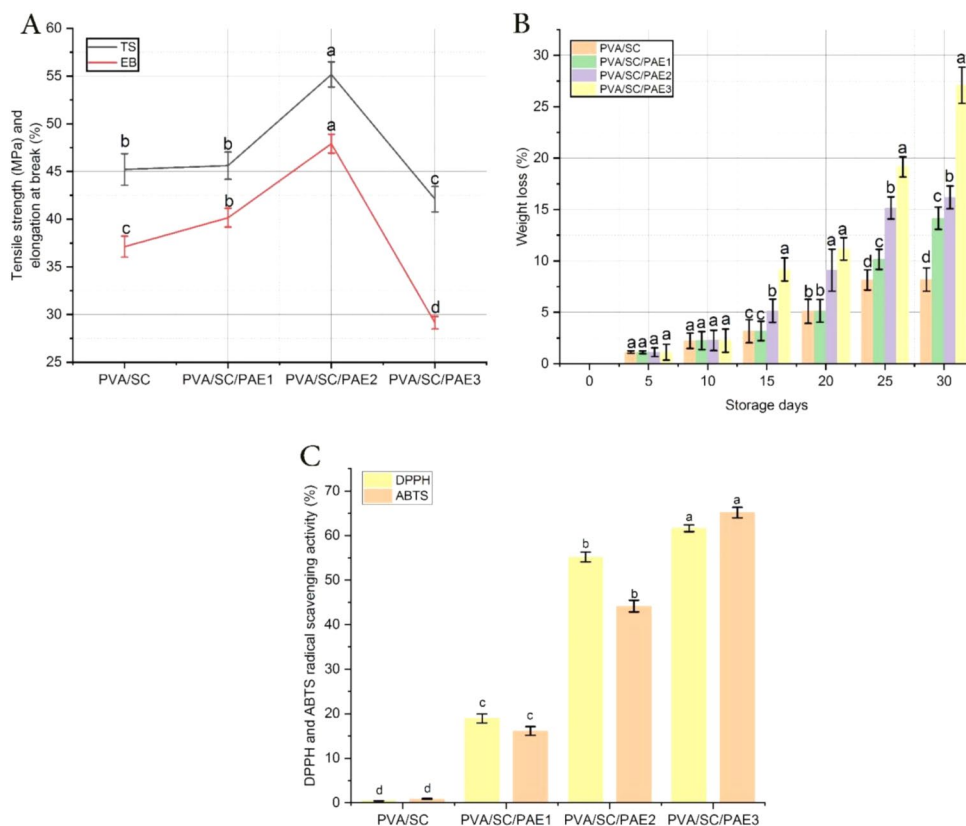 A
Tensile strength (MPa) and
elongation at break (%)
60
55
50
45
40
35
30
25
TS
EB
b
b
a
c
c
b
a
d
PVA/SC
PVA/SC/PAE1
PVA/SC/PAE2
PVA/SC/PAE3
B
Weight loss (%)
30
25
20
15
10
5
0
PVA/SC
PVA/SC/PAE1
PVA/SC/PAE2
PVA/SC/PAE3
a a a a
a a a a
c c b a
b b a a
d c b a
d c b a
0 5 10 15 20 25 30
Storage days
C
DPPH and ABTS radical scavenging activity (%)
70
60
50
40
30
20
10
0
DPPH
ABTS
d d
c c
b b
a a
PVA/SC
PVA/SC/PAE1
PVA/SC/PAE2
PVA/SC/PAE3